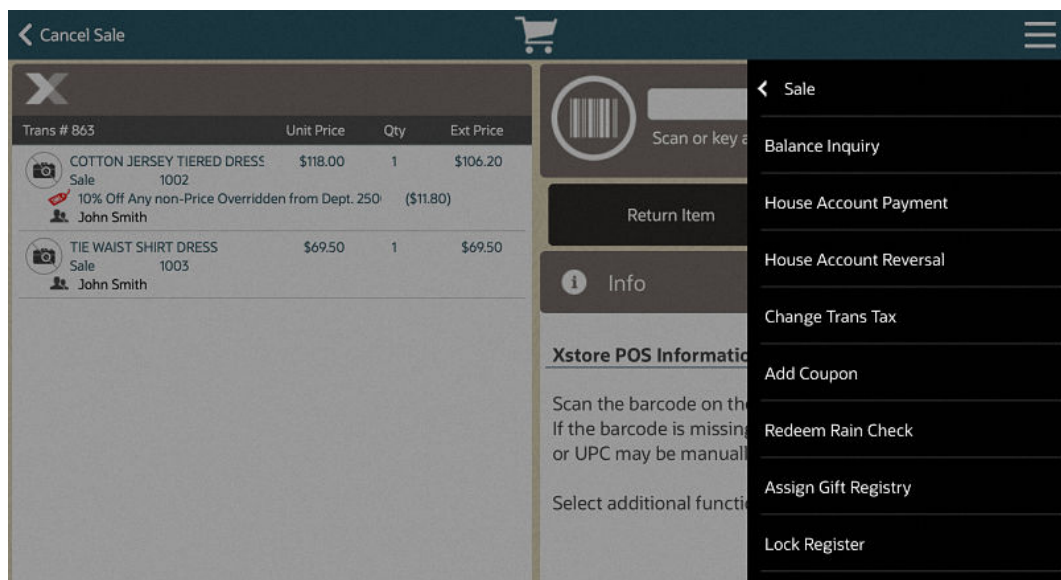 Cancel Sale
X
Trans # 863 Unit Price Qty Ext Price
COTTON JERSEY TIERED DRESS $118.00 1 $106.20
Sale 1002
10% Off Any non-Price Overridden from Dept. 250 ($11.80)
John Smith
TIE WAIST SHIRT DRESS $69.50 1 $69.50
Sale 1003
John Smith
Scan or key a
Return Item
Info
Xstore POS Informatio
Scan the barcode on the
If the barcode is missing
or UPC may be manuall
Select additional functi
Sale
Balance Inquiry
House Account Payment
House Account Reversal
Change Trans Tax
Add Coupon
Redeem Rain Check
Assign Gift Registry
Lock Register